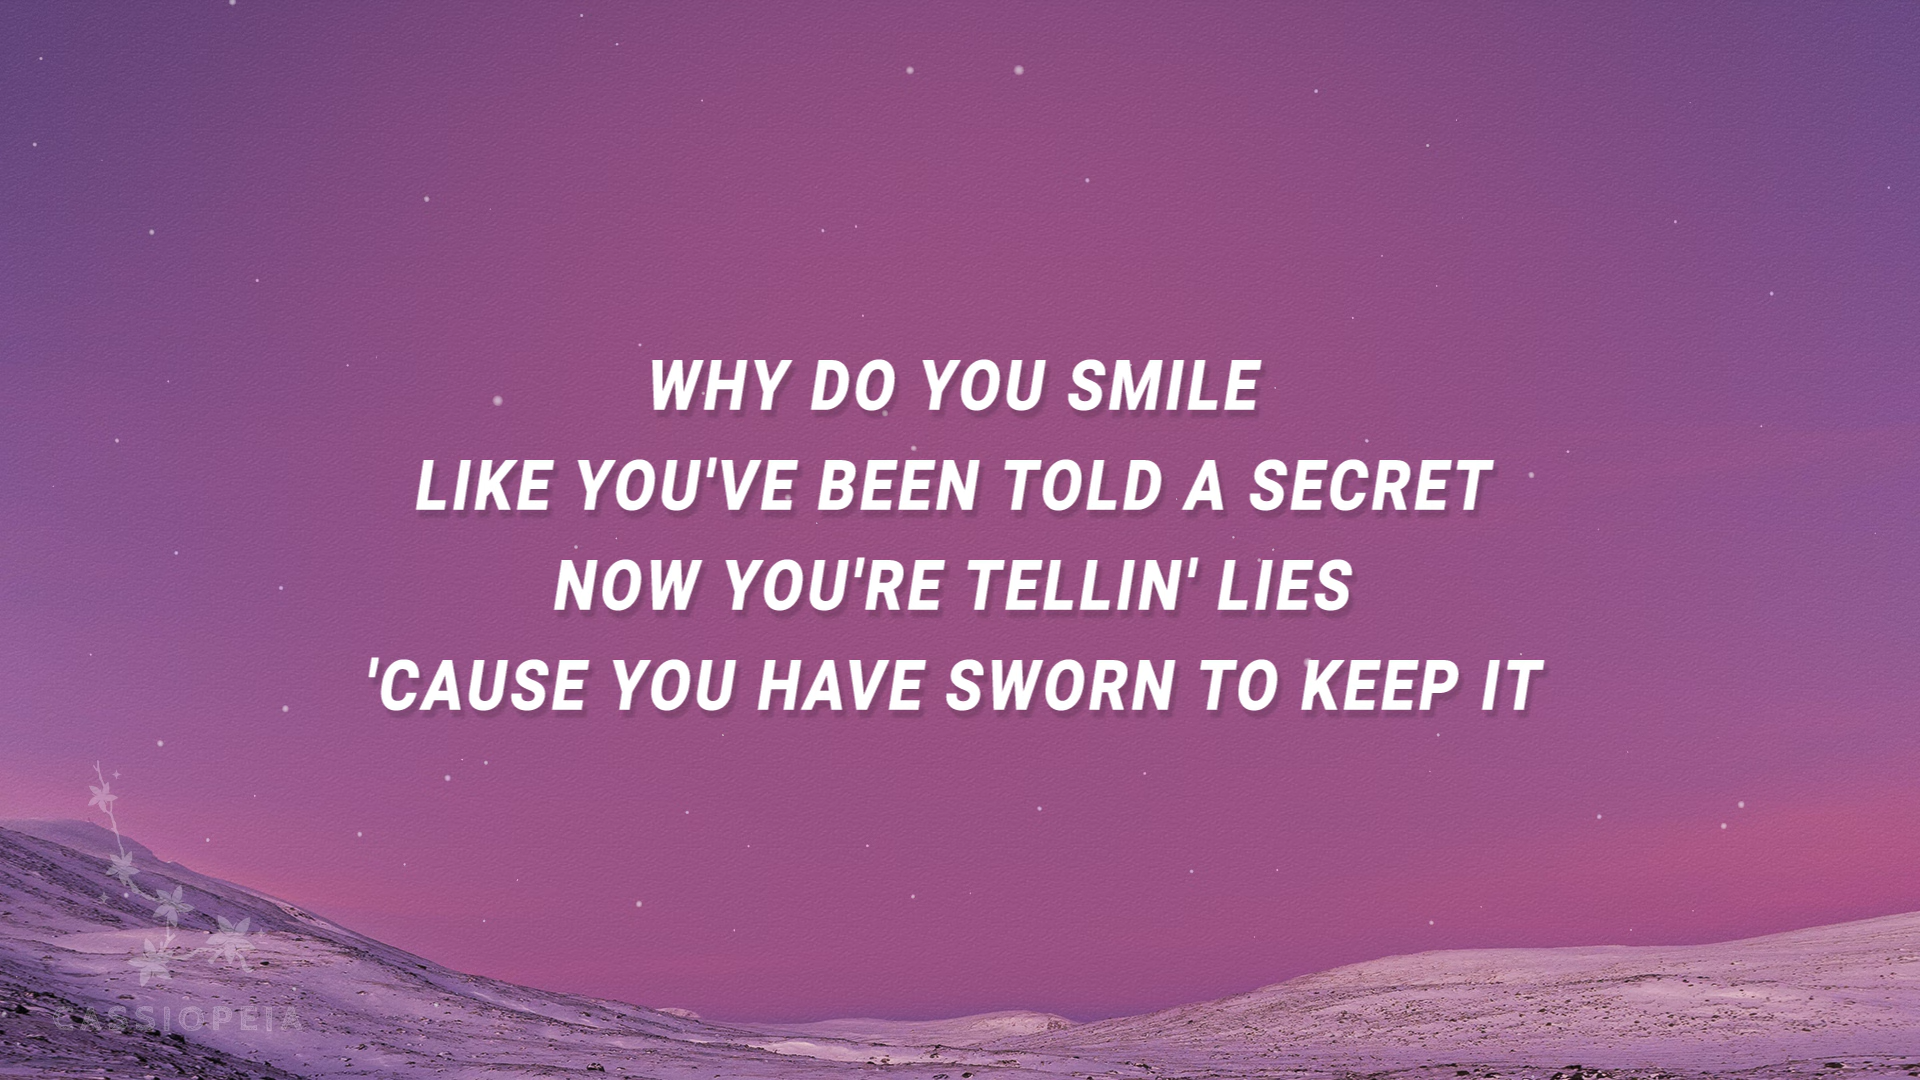 WHY DO YOU SMILE
LIKE YOU'VE BEEN TOLD A SECRET
NOW YOU'RE TELLIN' LIES
'CAUSE YOU HAVE SWORN TO KEEP IT
CASSIOPEIA